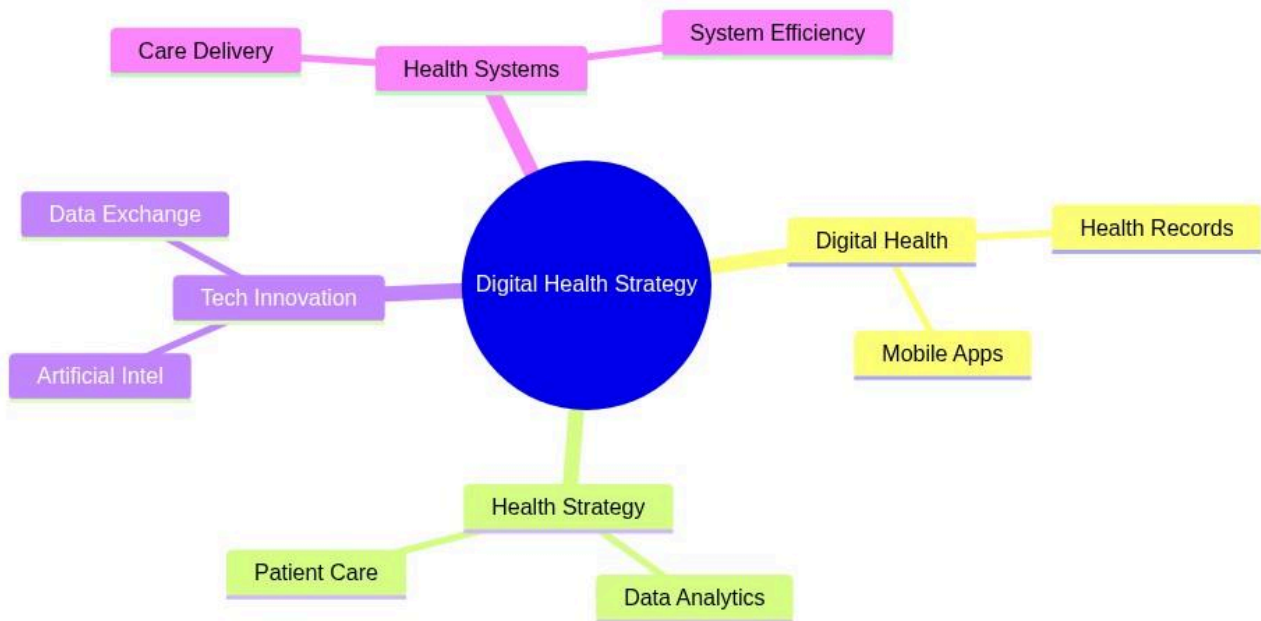 System Efficiency
Care Delivery
Health Systems
Data Exchange
Health Records
Digital Health
Digital Health Strategy
Tech Innovation
Mobile Apps
Artificial Intel
Health Strategy
Patient Care
Data Analytics